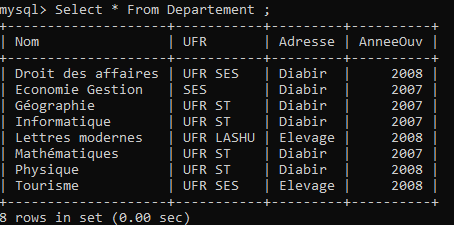 mysql> Select * From Departement ;
+-------------------+-----------+---------+----------+
| Nom | UFR | Adresse | AnneeOuv |
+-------------------+-----------+---------+----------+
| Droit des affaires | UFR SES | Diabir | 2008 |
| Economie Gestion | SES | Diabir | 2007 |
| Géographie | UFR ST | Diabir | 2007 |
| Informatique | UFR ST | Diabir | 2007 |
| Lettres modernes | UFR LASHU | Elevage | 2008 |
| Mathématiques | UFR ST | Diabir | 2007 |
| Physique | UFR ST | Diabir | 2008 |
| Tourisme | UFR SES | Elevage | 2008 |
+-------------------+-----------+---------+----------+
8 rows in set (0.00 sec)